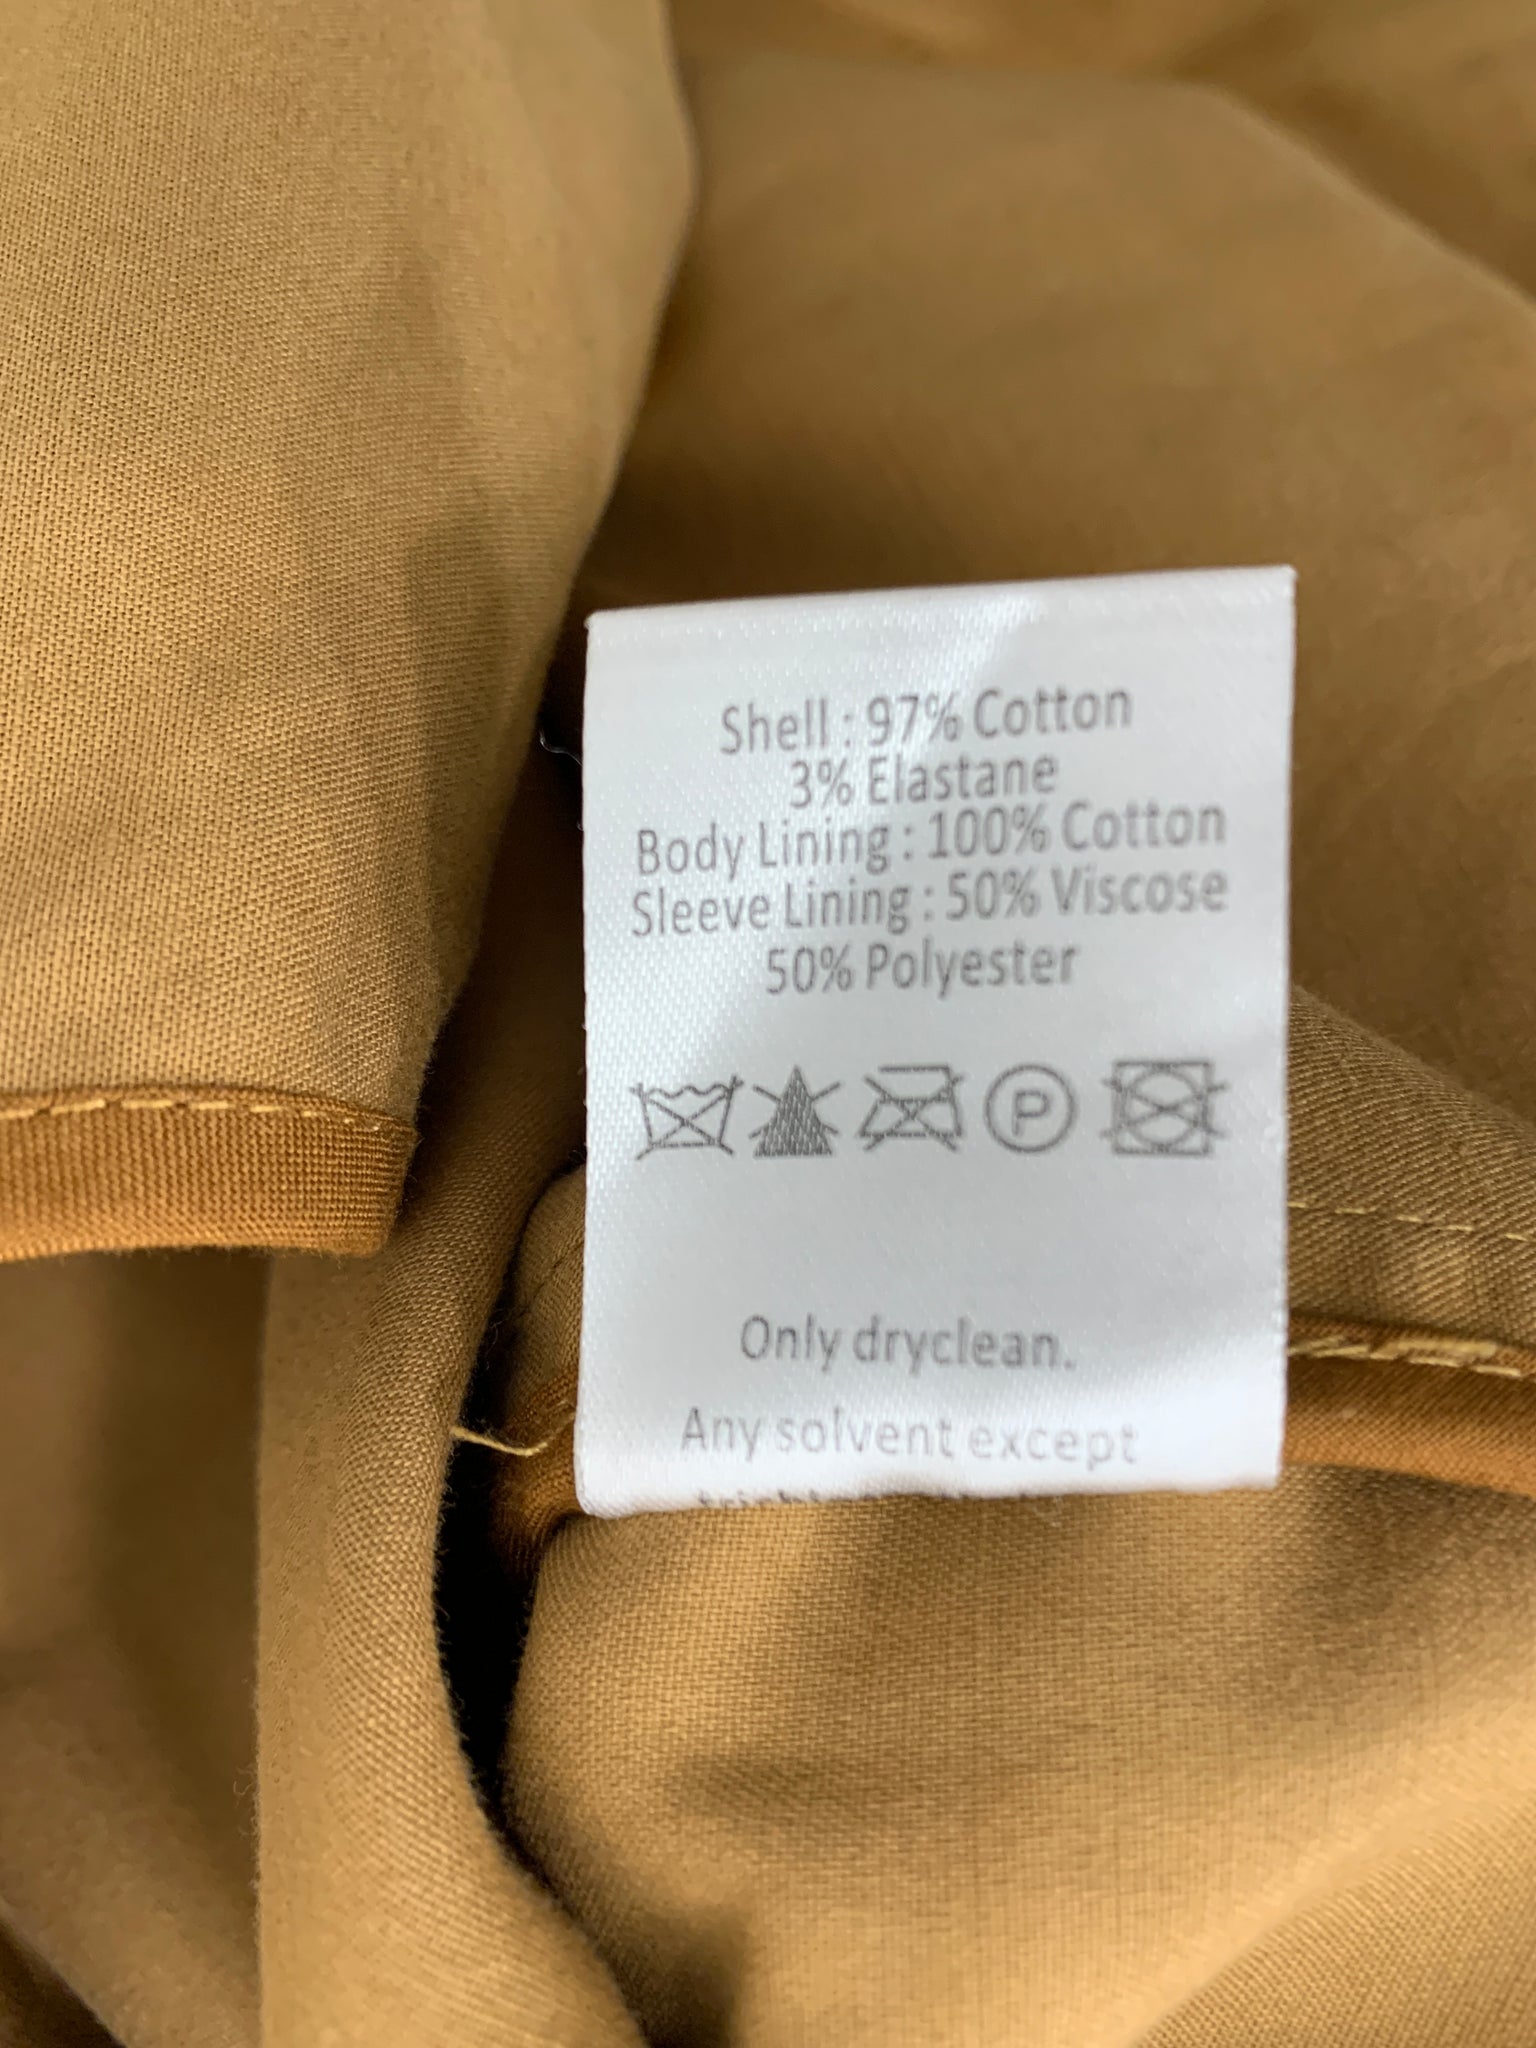 Shell : 97% Cotton
3% Elastane
Body Lining : 100% Cotton
Sleeve Lining : 50% Viscose
50% Polyester
P
Only dryclean.
Any solvent except